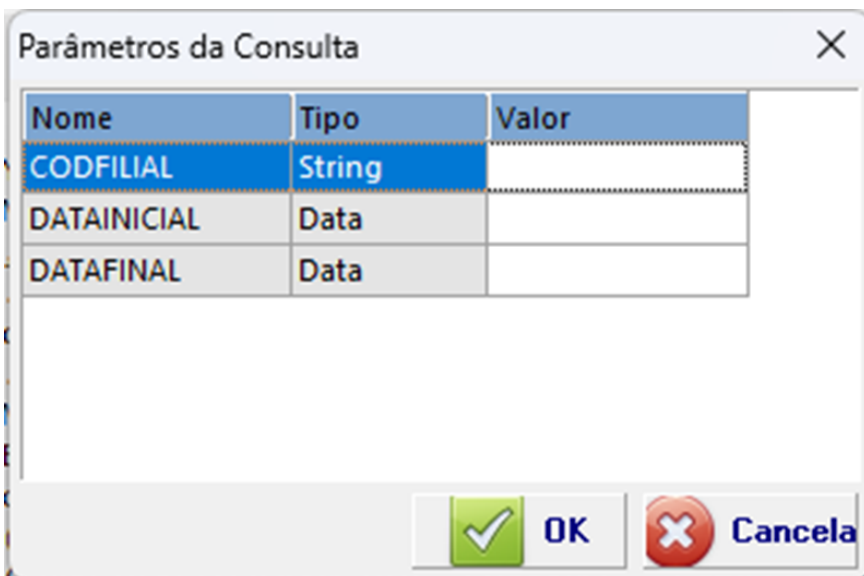 Parâmetros da Consulta
Nome Tipo Valor
CODFILIAL String
DATAINICIAL Data
DATAFINAL Data
OK Cancela